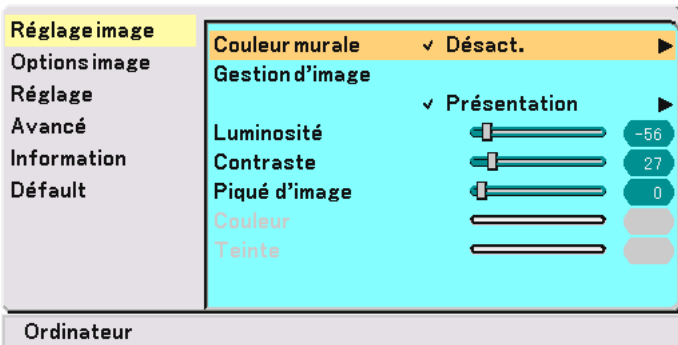 Réglage image
Options image
Réglage
Avancé
Information
Défault
Couleur murale ✓ Désact. ▶
Gestion d'image
✓ Présentation ▶
Luminosité -56
Contraste 27
Piqué d'image 0
Couleur
Teinte
Ordinateur